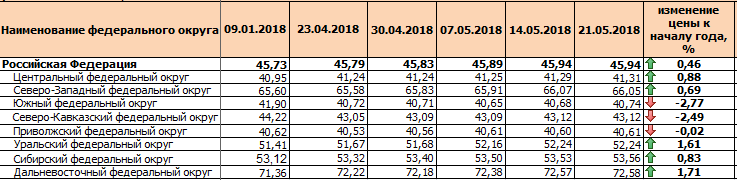 Наименование федерального округа 09.01.2018 23.04.2018 30.04.2018 07.05.2018 14.05.2018 21.05.2018 изменение цены к началу года, %
Российская Федерация 45,73 45,79 45,83 45,89 45,94 45,94 0,46
Центральный федеральный округ 40,95 41,24 41,24 41,25 41,29 41,31 0,88
Северо-Западный федеральный округ 65,60 65,58 65,83 65,91 66,07 66,05 0,69
Южный федеральный округ 41,90 40,72 40,71 40,65 40,68 40,74 -2,77
Северо-Кавказский федеральный округ 44,22 43,05 43,09 43,09 43,12 43,12 -2,49
Приволжский федеральный округ 40,62 40,53 40,56 40,61 40,60 40,61 -0,02
Уральский федеральный округ 51,41 51,67 51,68 52,16 52,24 52,24 1,61
Сибирский федеральный округ 53,12 53,32 53,40 53,50 53,53 53,56 0,83
Дальневосточный федеральный округ 71,36 72,22 72,18 72,38 72,57 72,58 1,71